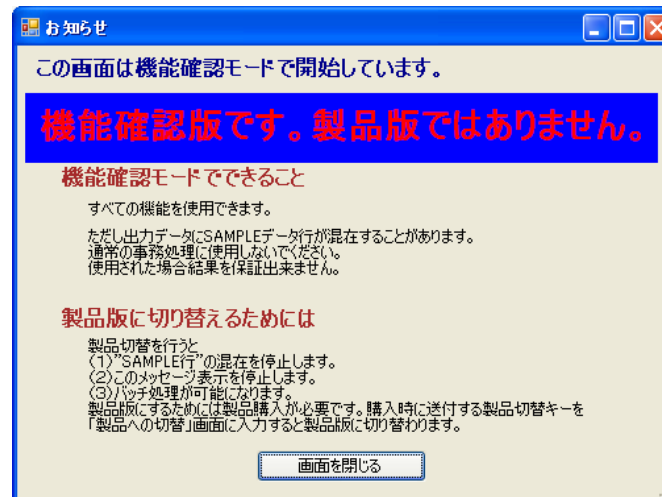 お知らせ
この画面は機能確認モードで開始しています。
機能確認版です。製品版ではありません。
機能確認モードでできること
すべての機能を使用できます。
ただし出力データにSAMPLEデータ行が混在することがあります。
通常の事務処理に使用しないでください。
使用された場合結果を保証出来ません。
製品版に切り替えるためには
製品切替を行うと
(1)"SAMPLE行"の混在を停止します。
(2)このメッセージ表示を停止します。
(3)バッチ処理が可能になります。
製品版にするためには製品購入が必要です。購入時に送付する製品切替キーを
「製品への切替」画面に入力すると製品版に切り替わります。
画面を閉じる